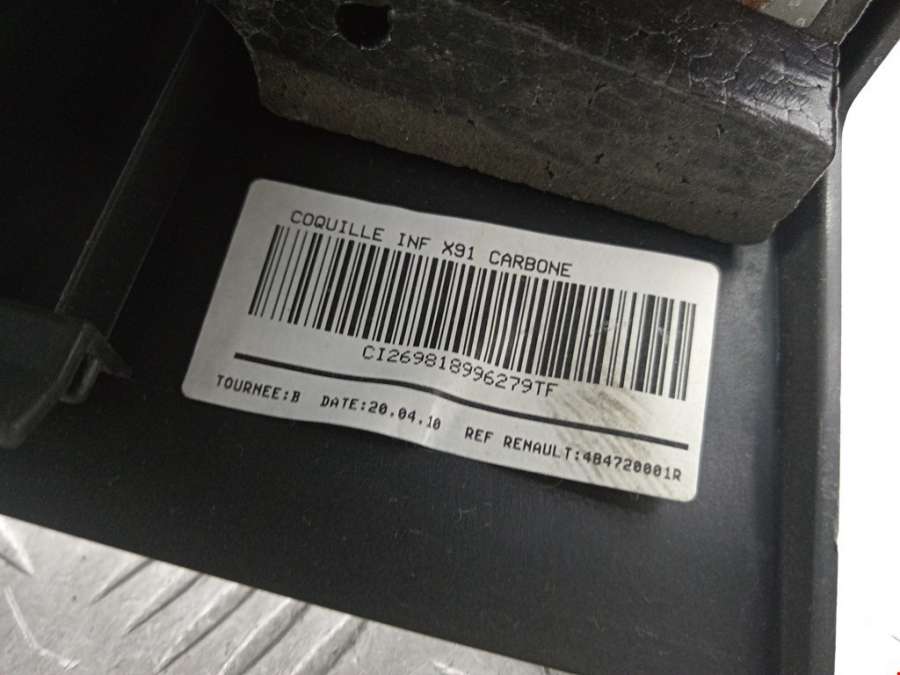 COQUILLE INF X91 CARBONE
CI269818996279TF
TOURNEE:B DATE:20.04.10 REF RENAULT:484720001R